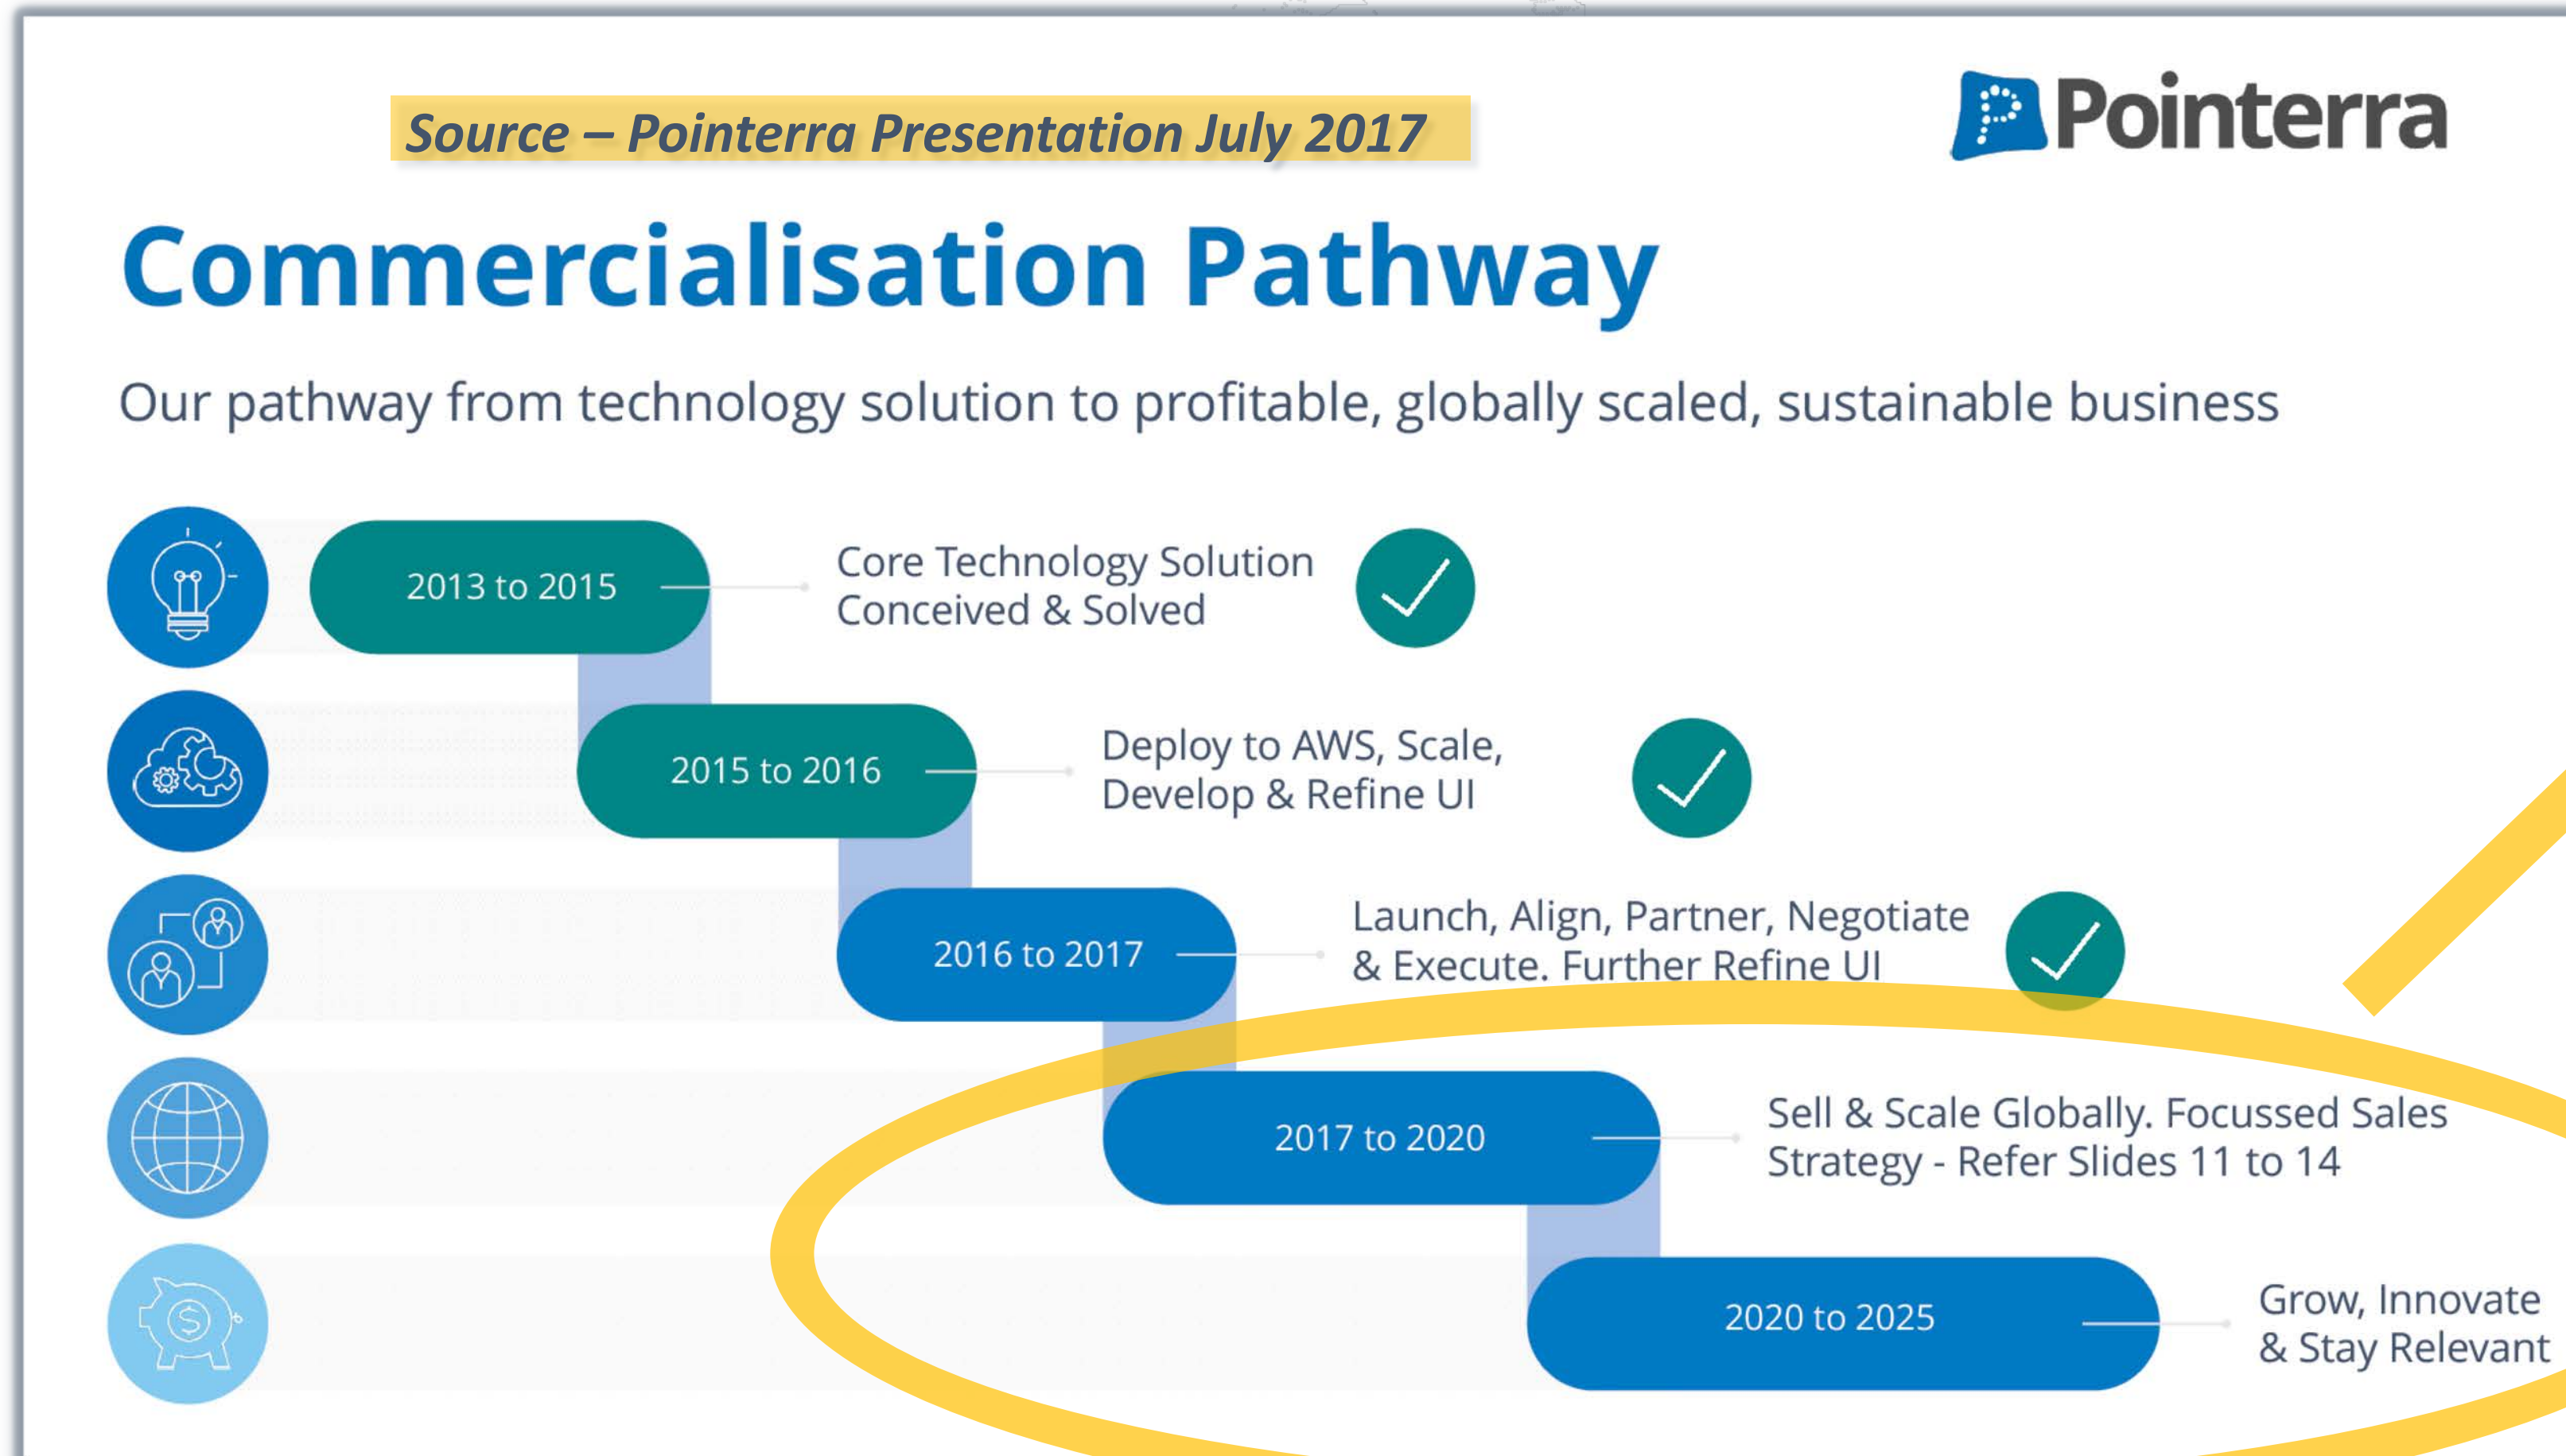 Source – Pointerra Presentation July 2017
Pointerra
Commercialisation Pathway
Our pathway from technology solution to profitable, globally scaled, sustainable business
2013 to 2015
Core Technology Solution
Conceived & Solved
2015 to 2016
Deploy to AWS, Scale,
Develop & Refine UI
2016 to 2017
Launch, Align, Partner, Negotiate
& Execute. Further Refine UI
2017 to 2020
Sell & Scale Globally. Focussed Sales
Strategy - Refer Slides 11 to 14
2020 to 2025
Grow, Innovate
& Stay Relevant